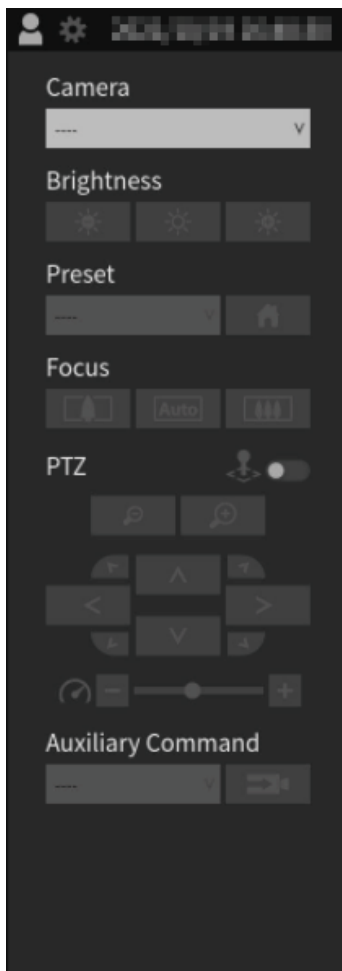 Camera
----
Brightness
Preset
----
Focus
Auto
PTZ
Auxiliary Command
----